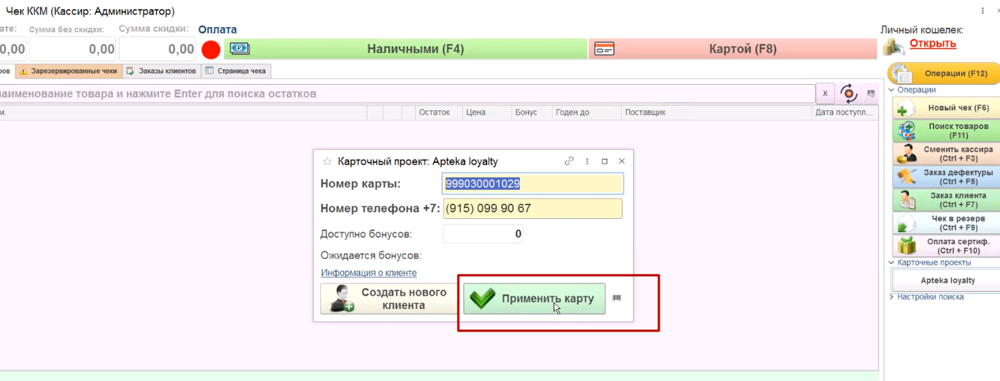 Чек ККМ (Кассир: Администратор)
Сумма без скидки: Сумма скидки: Оплата
0,00 0,00 0,00
Наличными (F4)
Картой (F8)
Личный кошелек:
Открыть
Зарезервированные чеки Заказы клиентов Страница чека
наименование товара и нажмите Enter для поиска остатков x
Остаток Цена Бонус Годен до Поставщик Дата поступл...
Карточный проект: Apteka loyalty
Номер карты: 999030001029
Номер телефона +7: (915) 099 90 67
Доступно бонусов: 0
Ожидается бонусов:
Информация о клиенте
Создать нового
клиента
Применить карту
Операции (F12)
Операции
Новый чек (F6)
Поиск товаров
(F11)
Сменить кассира
(Ctrl + F3)
Заказ дефектуры
(Ctrl + F5)
Заказ клиента
(Ctrl + F7)
Чек в резерв
(Ctrl + F9)
Оплата сертиф.
(Ctrl + F10)
Карточные проекты
Apteka loyalty
Настройки поиска